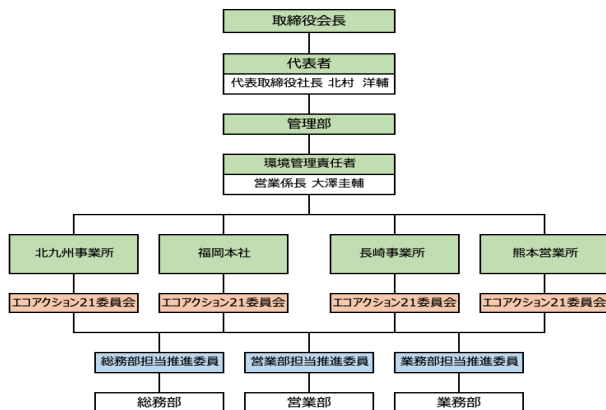 取締役会長
代表者
代表取締役社長 北村 洋輔
管理部
環境管理責任者
営業係長 大澤圭輔
北九州事業所
福岡本社
長崎事業所
熊本営業所
エコアクション21委員会
エコアクション21委員会
エコアクション21委員会
エコアクション21委員会
総務部担当推進委員
営業部担当推進委員
業務部担当推進委員
総務部
営業部
業務部